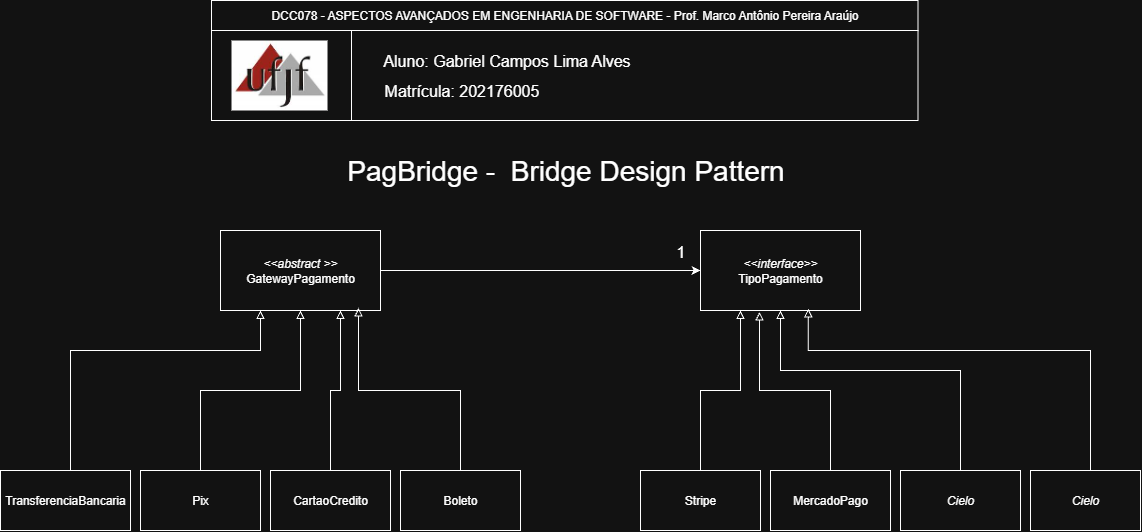 DCC078 - ASPECTOS AVANÇADOS EM ENGENHARIA DE SOFTWARE - Prof. Marco Antônio Pereira Araújo
ufjf
Aluno: Gabriel Campos Lima Alves
Matrícula: 202176005
PagBridge - Bridge Design Pattern
<<abstract >>
GatewayPagamento
1
<<interface>>
TipoPagamento
TransferenciaBancaria
Pix
CartaoCredito
Boleto
Stripe
MercadoPago
Cielo
Cielo